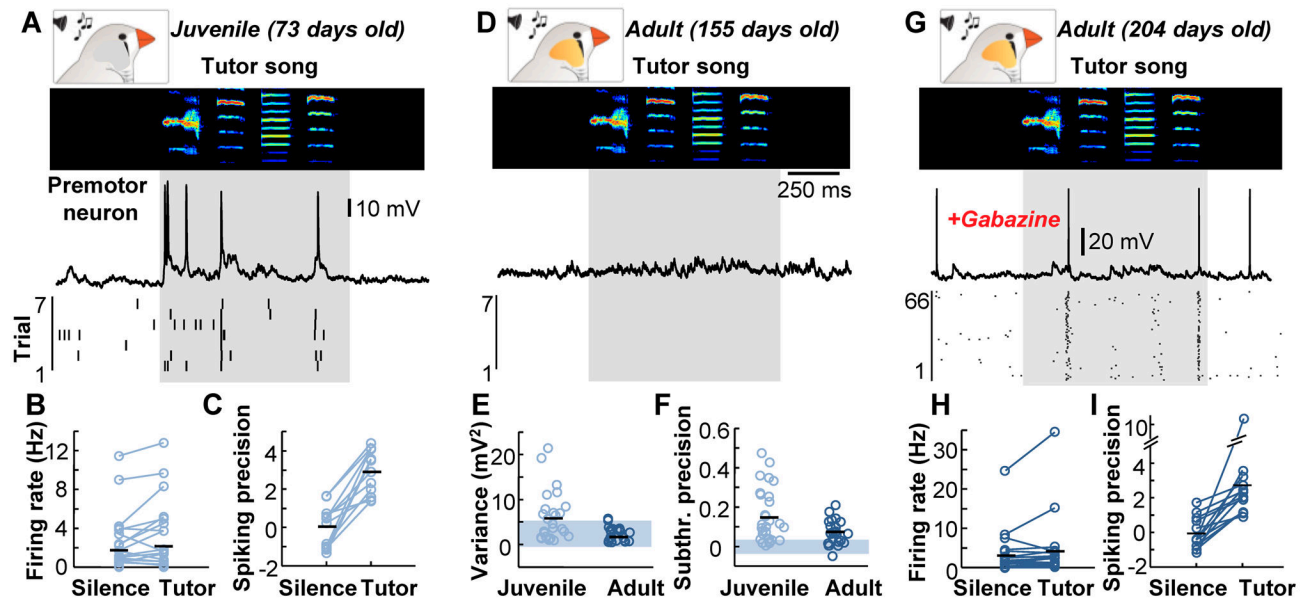 A
Juvenile (73 days old)
Tutor song
Premotor
neuron
10 mV
7
Trial
1
D
Adult (155 days old)
Tutor song
250 ms
7
1
G
Adult (204 days old)
Tutor song
+Gabazine
20 mV
66
1
B
Firing rate (Hz)
12
8
4
0
Silence Tutor
C
Spiking precision
4
2
0
-2
Silence Tutor
E
Variance (mV2)
20
10
5
0
Juvenile Adult
F
Subthr. precision
0.6
0.4
0.2
0
Juvenile Adult
H
Firing rate (Hz)
40
20
10
0
Silence Tutor
I
Spiking precision
10
4
2
0
-2
Silence Tutor